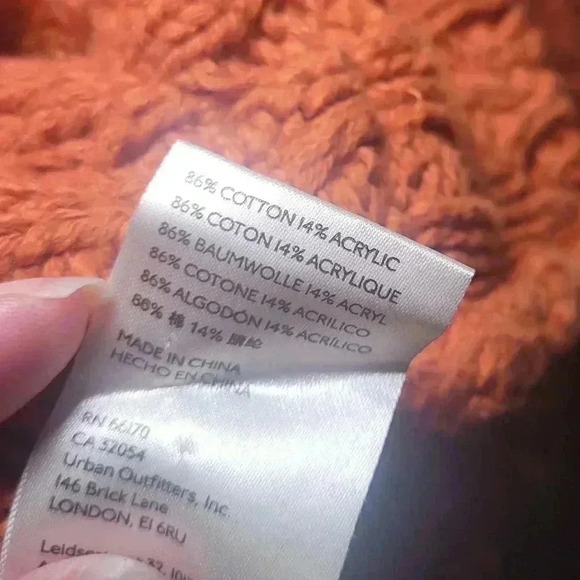 86% COTTON 14% ACRYLIC
86% COTON 14% ACRYLIQUE
86% BAUMWOLLE 14% ACRYL
86% COTONE 14% ACRILICO
86% ALGODÓN 14% ACRÍLICO
86% 棉 14% 腈纶
MADE IN CHINA
HECHO EN CHINA
RN 66170
CA 32054
Urban Outfitters, Inc.
146 Brick Lane
LONDON, E1 6RU
32,